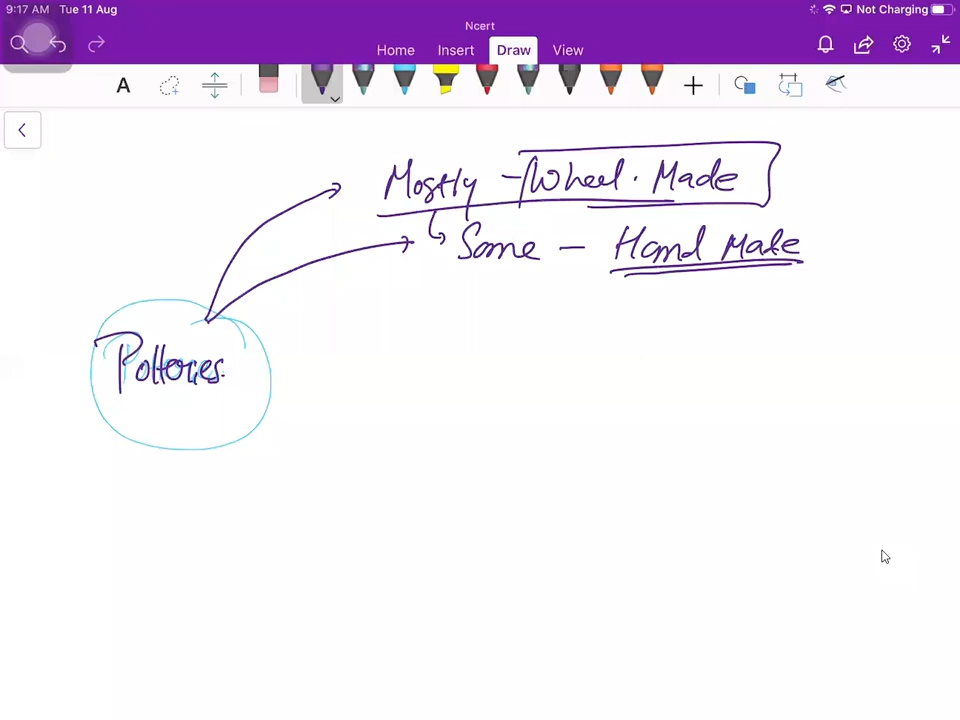 9:17 AM Tue 11 Aug
Not Charging
Ncert
Home Insert Draw View
A
Mostly - Wheel. Made
Some - Hand Made
Potteries.